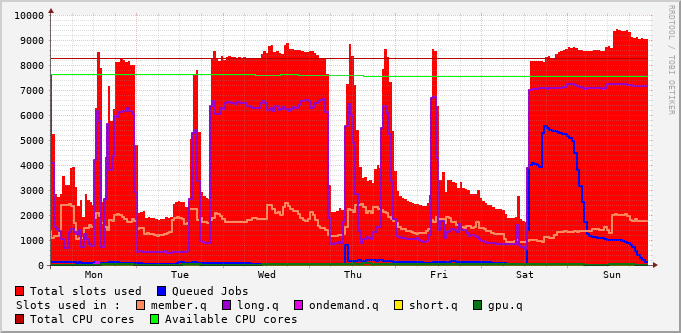 10000
9000
8000
7000
6000
5000
4000
3000
2000
1000
0
Mon Tue Wed Thu Fri Sat Sun
RRDTOOL / TOBI OETIKER
Total slots used Queued Jobs
Slots used in : member.q long.q ondemand.q short.q gpu.q
Total CPU cores Available CPU cores